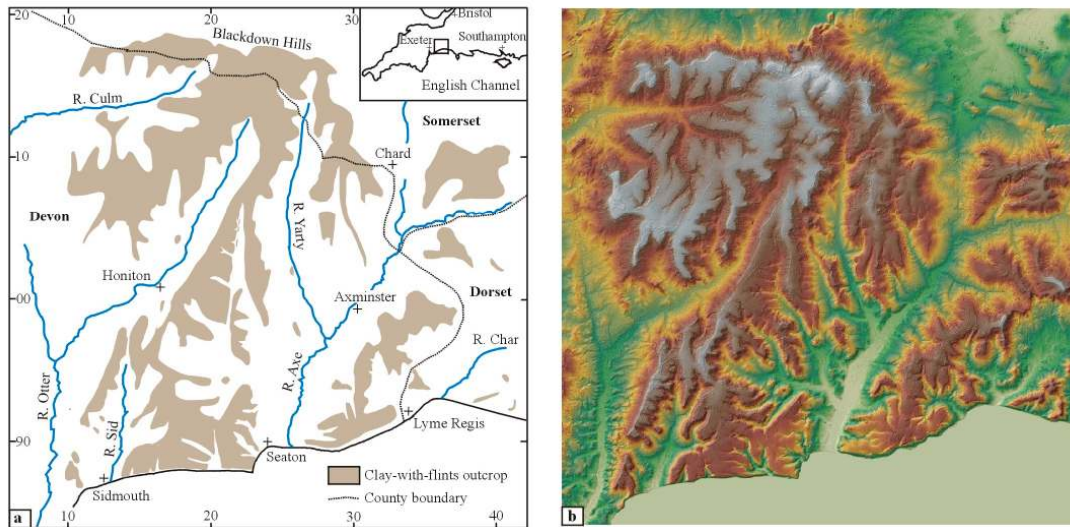 20
10
00
90
10
20
30
40
Blackdown Hills
Bristol
Exeter
Southampton
English Channel
R. Culm
Somerset
Chard
Devon
R. Yarty
Honiton
Axminster
Dorset
R. Char
R. Otter
R. Sid
R. Axe
Lyme Regis
Seaton
Sidmouth
Clay-with-flints outcrop
County boundary
a
30
b